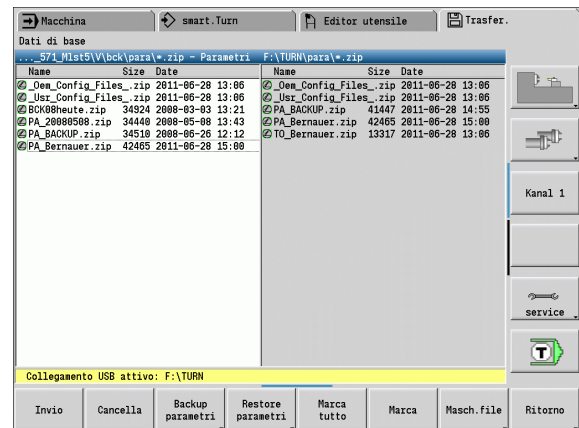 Macchina smart.Turn Editor utensile Trasfer.
Dati di base
..._571_Mlst5\V\bck\para\*.zip - Parametri F:\TURN\para\*.zip
Name Size Date Name Size Date
_Oem_Config_Files_.zip 2011-06-28 13:06 _Oem_Config_Files_.zip 2011-06-28 13:06
_Usr_Config_Files_.zip 2011-06-28 13:06 _Usr_Config_Files_.zip 2011-06-28 13:06
BCK08heute.zip 34924 2008-03-03 13:21 PA_BACKUP.zip 41447 2011-06-28 14:55
PA_20080508.zip 34440 2008-05-08 13:43 PA_Bernauer.zip 42465 2011-06-28 15:00
PA_BACKUP.zip 34510 2008-06-26 12:12 TO_Bernauer.zip 13317 2011-06-28 13:06
PA_Bernauer.zip 42465 2011-06-28 15:00
Kanal 1
service
T
Collegamento USB attivo: F:\TURN
Invio Cancella Backup parametri Restore parametri Marca tutto Marca Masch.file Ritorno